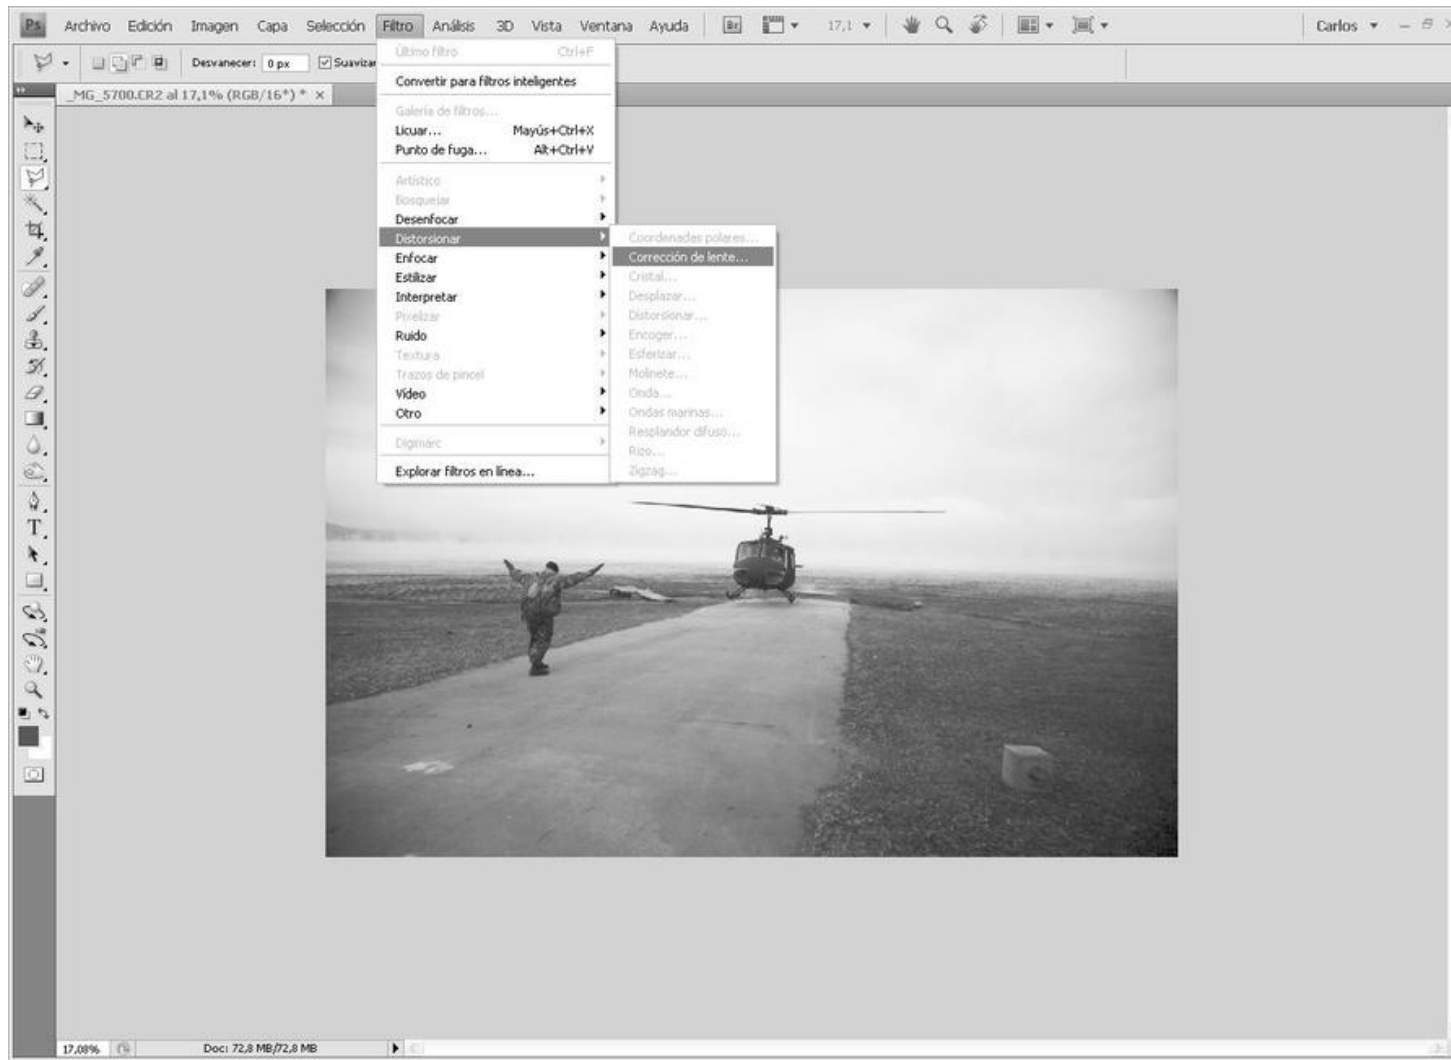 Ps Archivo Edición Imagen Capa Selección Filtro Análisis 3D Vista Ventana Ayuda Br 17,1 Carlos
Desvanecer: 0 px Suavizar
_MG_5700.CR2 al 17,1% (RGB/16*) * ×
Último filtro Ctrl+F
Convertir para filtros inteligentes
Galería de filtros...
Licuar... Mayús+Ctrl+X
Punto de fuga... Alt+Ctrl+V
Artístico
Bosquejar
Desenfocar
Distorsionar
Enfocar
Estilizar
Interpretar
Pixelizar
Ruido
Textura
Trazos de pincel
Vídeo
Otro
Digimarc
Explorar filtros en línea...
Coordenadas polares...
Corrección de lente...
Cristal...
Desplazar...
Distorsionar...
Encoger...
Esferizar...
Molinete...
Onda...
Ondas marinas...
Resplandor difuso...
Rizo...
Zigzag...
T
17,08% Doc: 72,8 MB/72,8 MB